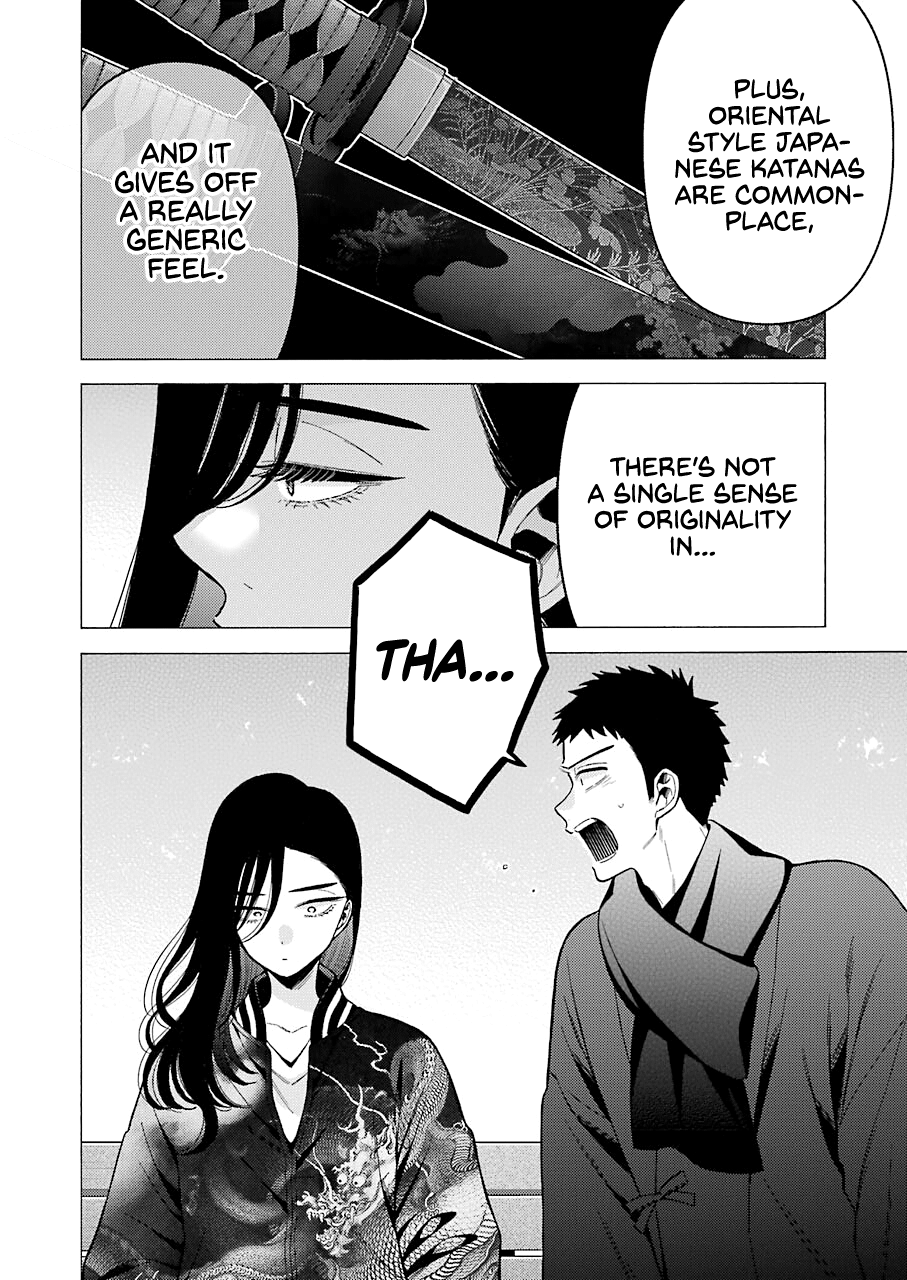 PLUS,
ORIENTAL
STYLE JAPA-
NESE KATANAS
ARE COMMON-
PLACE,
AND IT
GIVES OFF
A REALLY
GENERIC
FEEL.
THERE'S NOT
A SINGLE SENSE
OF ORIGINALITY
IN...
THA...